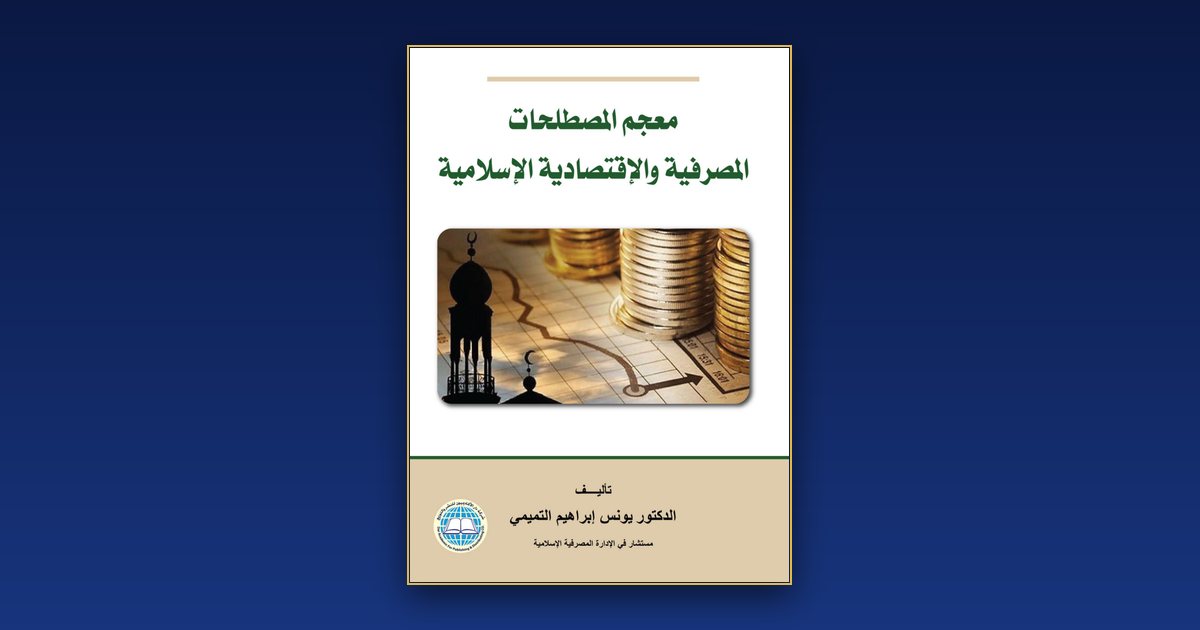 معجم المصطلحات
المصرفية والإقتصادية الإسلامية
تأليـــف
الدكتور يونس إبراهيم التميمي
مستشار في الإدارة المصرفية الإسلامية